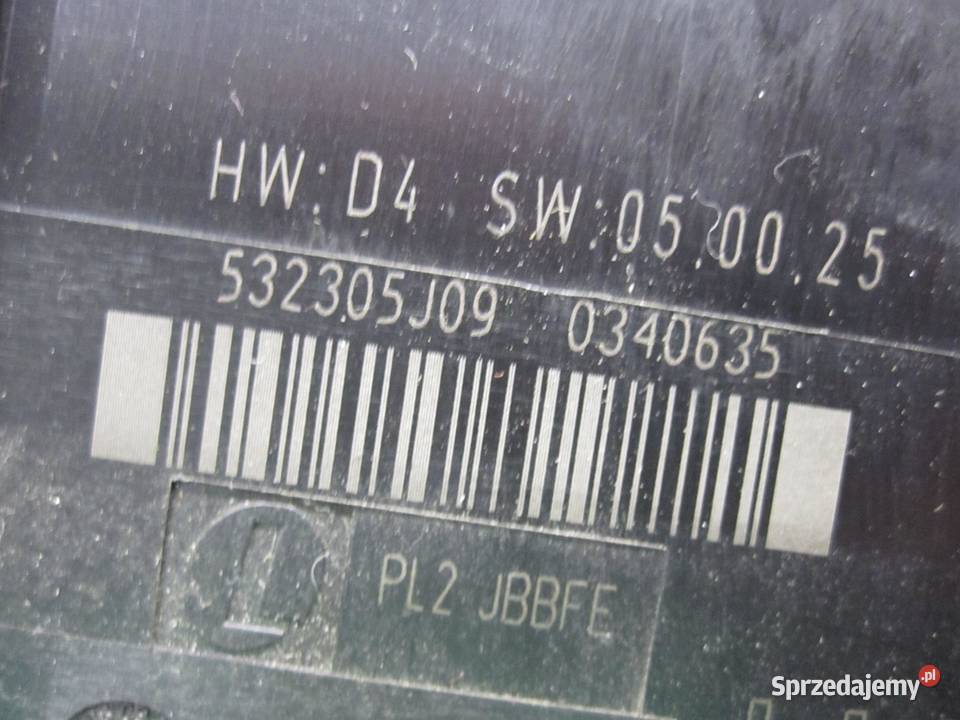 HW:D4 SW:05.00.25
532305J09 0340635
L
PL2 JBBFE
Sprzedajemy.pl